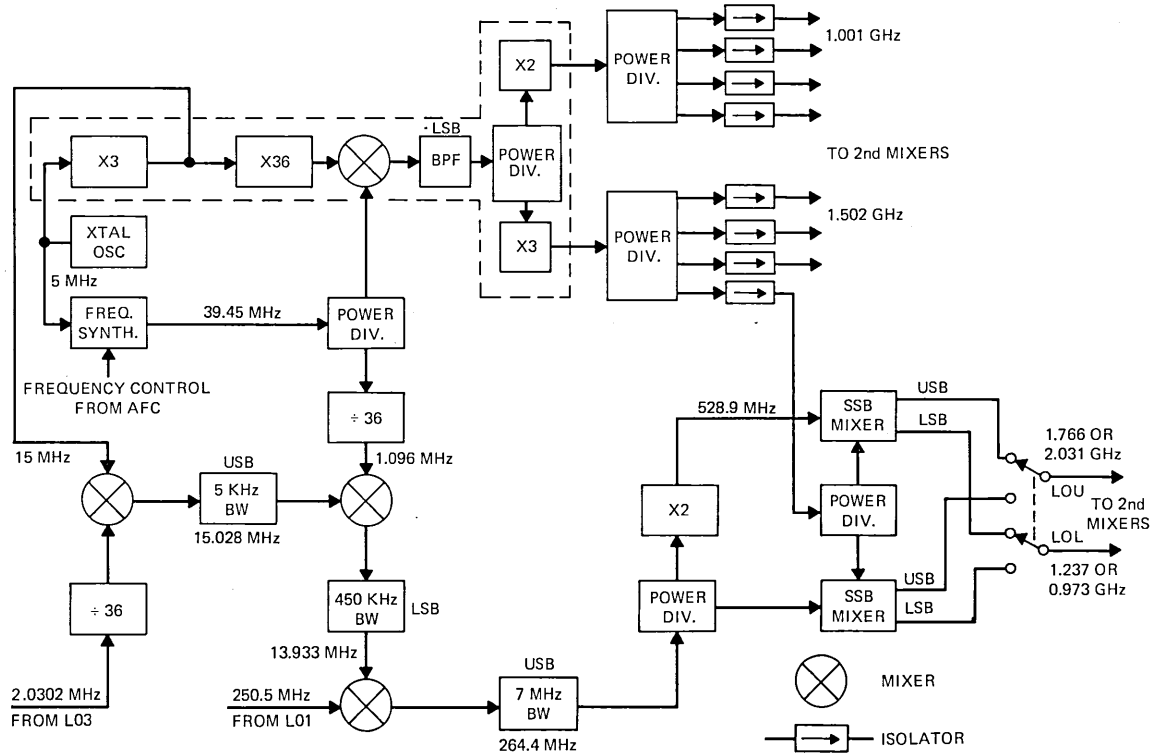 X2
POWER
DIV.
1.001 GHz
TO 2nd MIXERS
X3
X36
LSB
BPF
POWER
DIV.
X3
POWER
DIV.
1.502 GHz
XTAL
OSC
5 MHz
FREQ.
SYNTH.
39.45 MHz
POWER
DIV.
FREQUENCY CONTROL
FROM AFC
÷ 36
15 MHz
1.096 MHz
USB
5 KHz
BW
15.028 MHz
÷ 36
450 KHz
BW
LSB
13.933 MHz
2.0302 MHz
FROM L03
250.5 MHz
FROM L01
USB
7 MHz
BW
264.4 MHz
528.9 MHz
X2
POWER
DIV.
SSB
MIXER
USB
LSB
POWER
DIV.
SSB
MIXER
USB
LSB
1.766 OR
2.031 GHz
LOU
TO 2nd
MIXERS
LOL
1.237 OR
0.973 GHz
MIXER
ISOLATOR